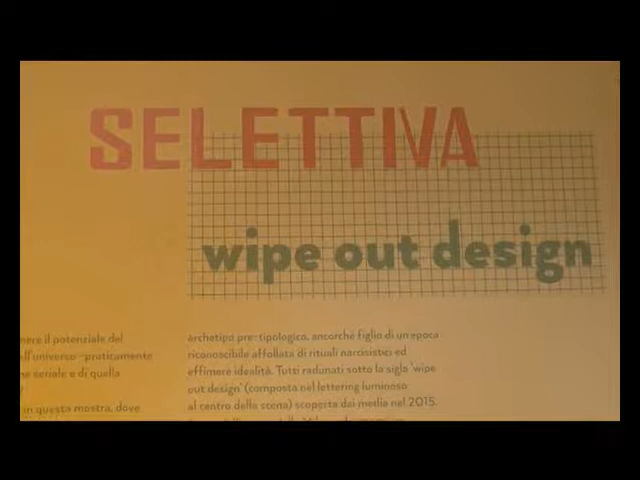 SELETTIVA
wipe out design
nere il potenziale del
ell'universo -praticamente
ne seriale e di quella
in questa mostra, dove
archetipo pre-tipologico, ancorché figlio di un'epoca
riconoscibile affollata di rituali narcisistici ed
effimere idealità. Tutti radunati sotto la sigla 'wipe
out design' (composta nel lettering luminoso
al centro della scena) scoperta dai media nel 2015.